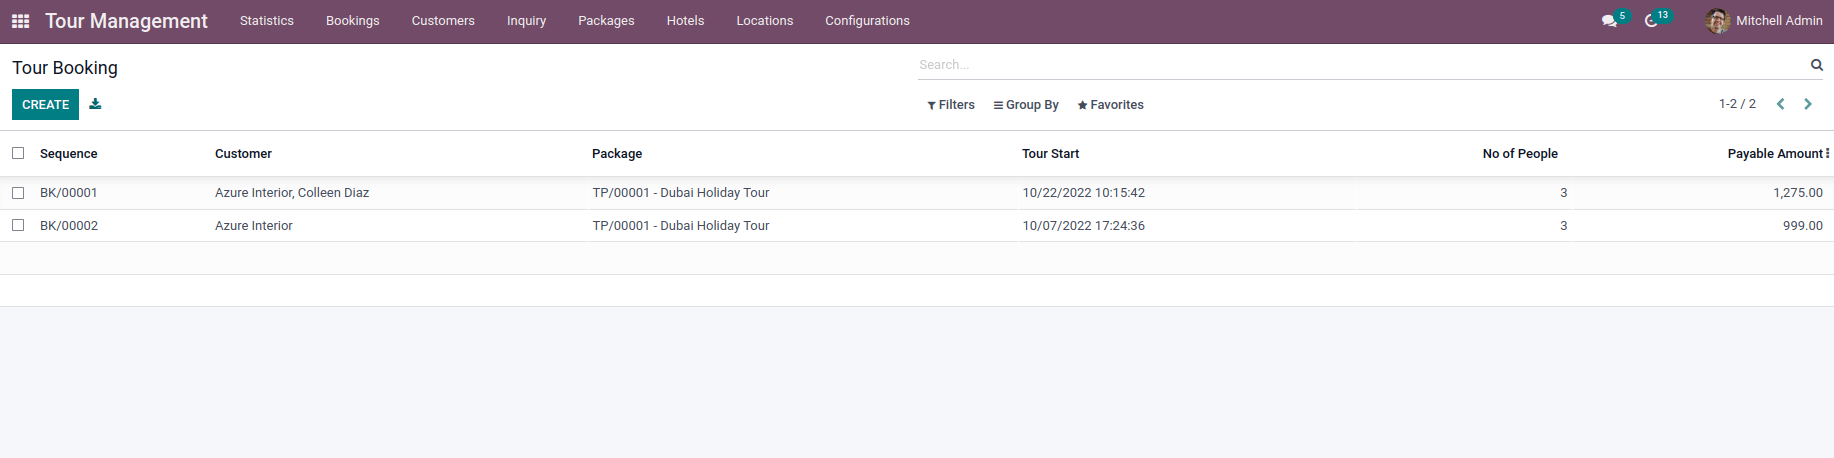 Tour Management Statistics Bookings Customers Inquiry Packages Hotels Locations Configurations 5 13 Mitchell Admin
Tour Booking Search...
CREATE Filters Group By Favorites 1-2 / 2
Sequence Customer Package Tour Start No of People Payable Amount
BK/00001 Azure Interior, Colleen Diaz TP/00001 - Dubai Holiday Tour 10/22/2022 10:15:42 3 1,275.00
BK/00002 Azure Interior TP/00001 - Dubai Holiday Tour 10/07/2022 17:24:36 3 999.00